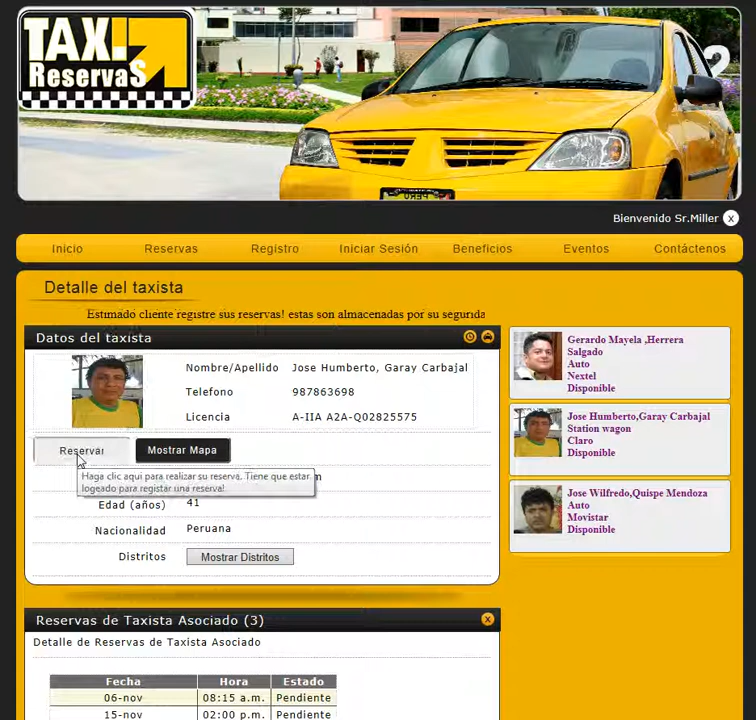 TAXI
ReservaS
PERU
Bienvenido Sr.Miller x
Inicio Reservas Registro Iniciar Sesión Beneficios Eventos Contáctenos
Detalle del taxista
Estimado cliente registre sus reservas! estas son almacenadas por su segurida
Datos del taxista
Nombre/Apellido Jose Humberto, Garay Carbajal
Telefono 987863698
Licencia A-IIA A2A-Q02825575
Reservar Mostrar Mapa
Haga clic aqui para realizar su reserva. Tiene que estar
logeado para registar una reserva!
Edad (años) 41
Nacionalidad Peruana
Distritos Mostrar Distritos
Gerardo Mayela ,Herrera
Salgado
Auto
Nextel
Disponible
Jose Humberto,Garay Carbajal
Station wagon
Claro
Disponible
Jose Wilfredo,Quispe Mendoza
Auto
Movistar
Disponible
Reservas de Taxista Asociado (3) x
Detalle de Reservas de Taxista Asociado
Fecha Hora Estado
06-nov 08:15 a.m. Pendiente
15-nov 02:00 p.m. Pendiente